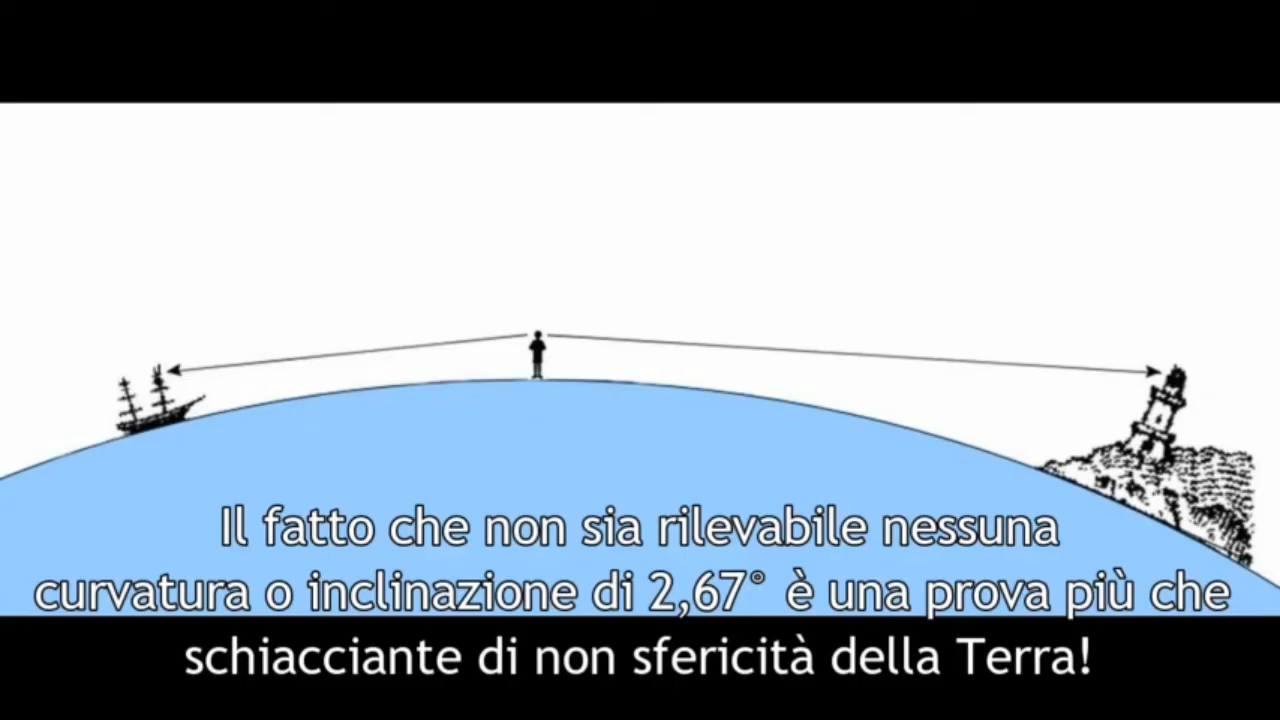 Il fatto che non sia rilevabile nessuna
curvatura o inclinazione di 2,67° è una prova più che
schiacciante di non sfericità della Terra!